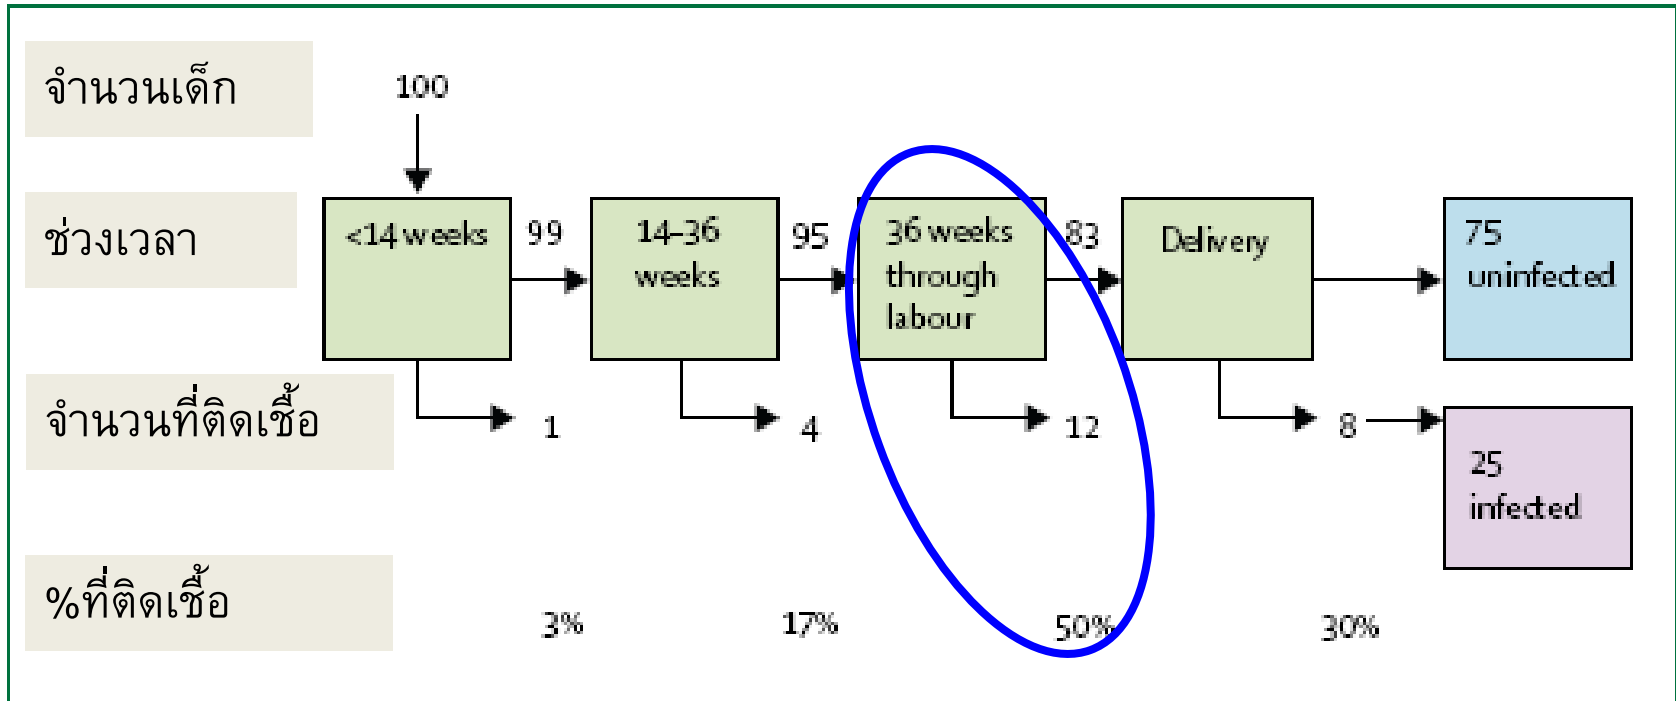 จำนวนเด็ก
100
ช่วงเวลา
<14 weeks
99
14–36
weeks
95
36 weeks
through
labour
83
Delivery
75
uninfected
จำนวนที่ติดเชื้อ
1
4
12
8
25
infected
%ที่ติดเชื้อ
3%
17%
50%
30%